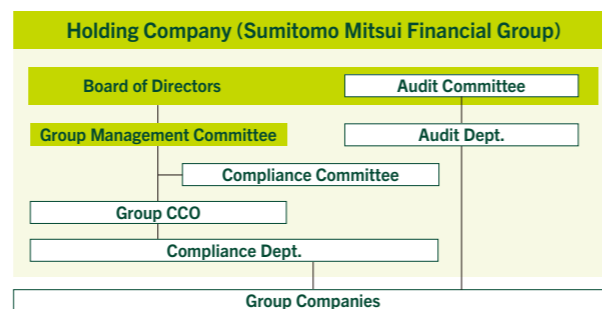 Holding Company (Sumitomo Mitsui Financial Group)
Board of Directors
Audit Committee
Group Management Committee
Audit Dept.
Compliance Committee
Group CCO
Compliance Dept.
Group Companies